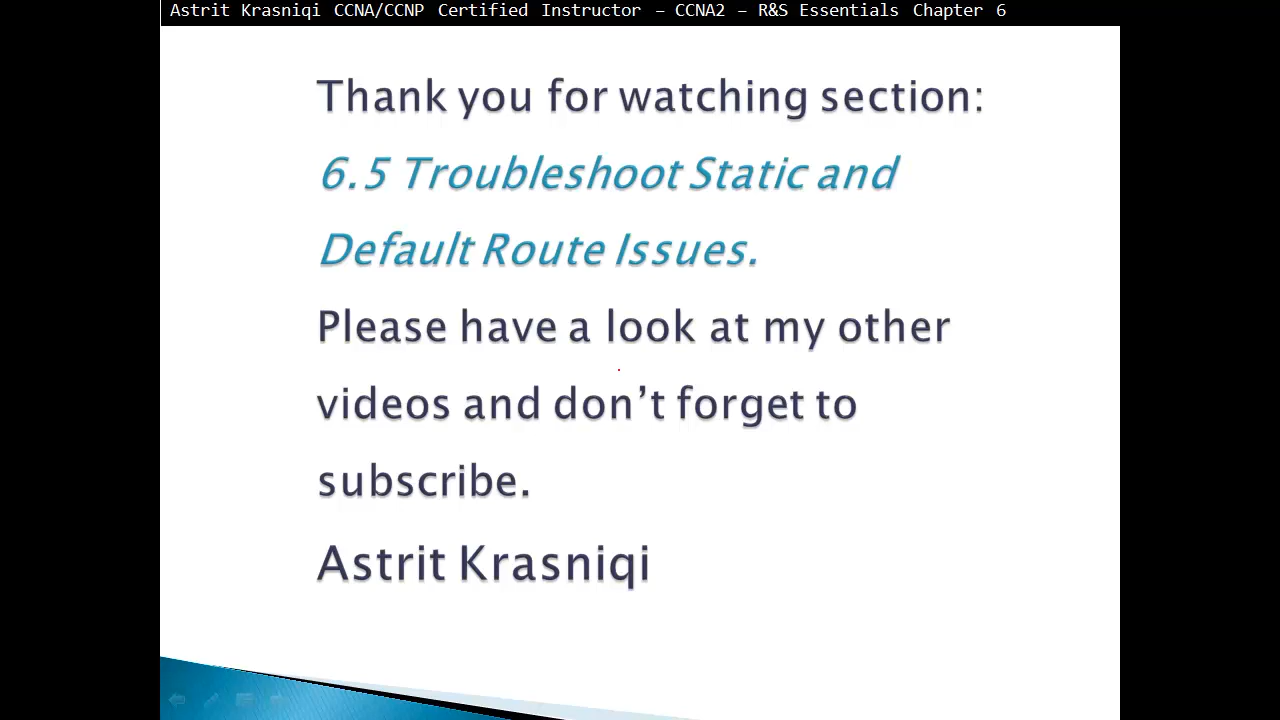 Astrit Krasniqi CCNA/CCNP Certified Instructor – CCNA2 – R&S Essentials Chapter 6
Thank you for watching section:
6.5 Troubleshoot Static and
Default Route Issues.
Please have a look at my other
videos and don’t forget to
subscribe.
Astrit Krasniqi